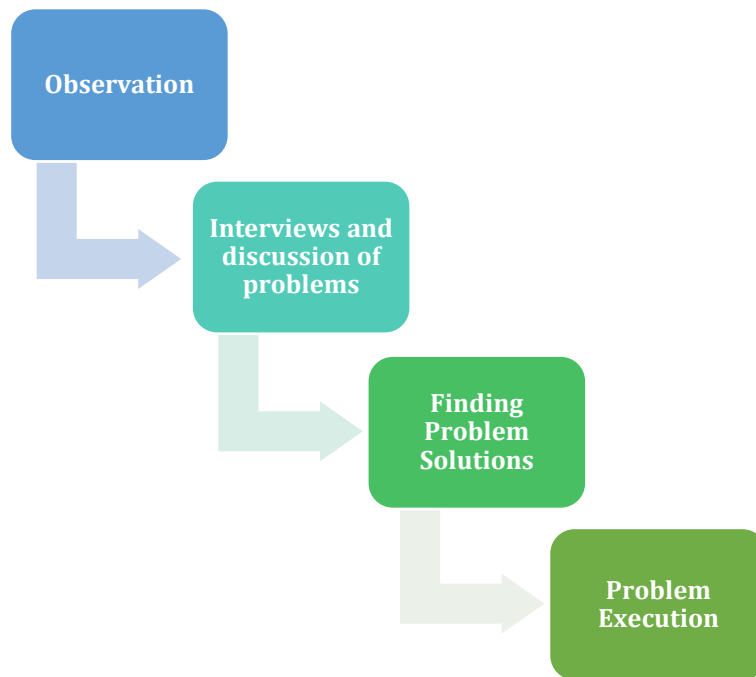 Observation
Interviews and
discussion of
problems
Finding
Problem
Solutions
Problem
Execution